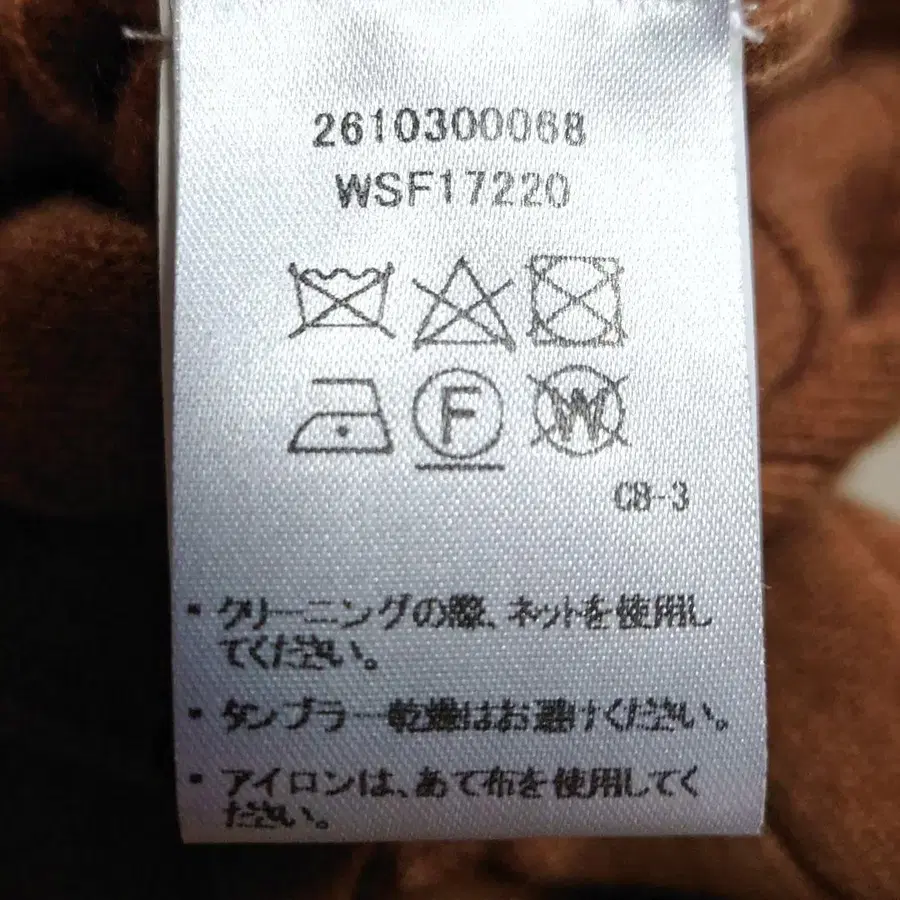 2610300068
WSF17220
F
W
C8-3
・クリーニングの際、ネットを使用し
てください。
・タンブラー乾燥はお避けください。
・アイロンは、あて布を使用してく
ださい。